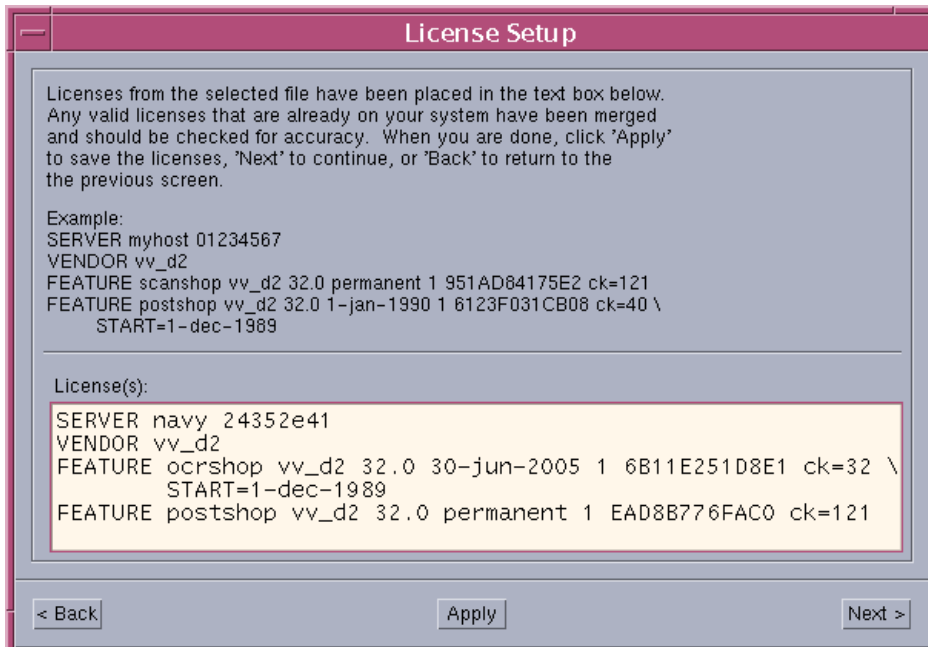 License Setup
Licenses from the selected file have been placed in the text box below.
Any valid licenses that are already on your system have been merged
and should be checked for accuracy.  When you are done, click 'Apply'
to save the licenses, 'Next' to continue, or 'Back' to return to the
the previous screen.
Example:
SERVER myhost 01234567
VENDOR vv_d2
FEATURE scanshop vv_d2 32.0 permanent 1 951AD84175E2 ck=121
FEATURE postshop vv_d2 32.0 1-jan-1990 1 6123F031CB08 ck=40 \
START=1-dec-1989
License(s):
SERVER navy 24352e41
VENDOR vv_d2
FEATURE ocrshop vv_d2 32.0 30-jun-2005 1 6B11E251D8E1 ck=32 \
START=1-dec-1989
FEATURE postshop vv_d2 32.0 permanent 1 EAD8B776FAC0 ck=121
< Back
Apply
Next >